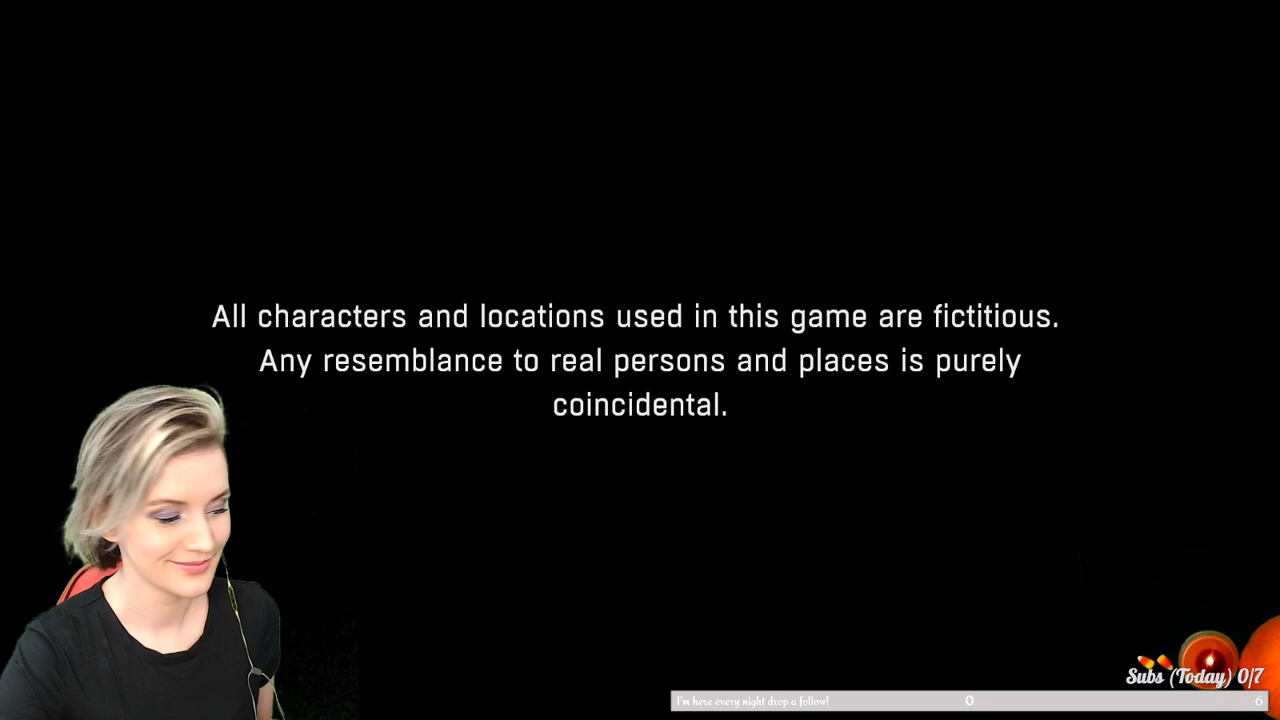 All characters and locations used in this game are fictitious.
Any resemblance to real persons and places is purely
coincidental.
Subs (Today) 0/7
I'm here every night drop a follow! 0 6